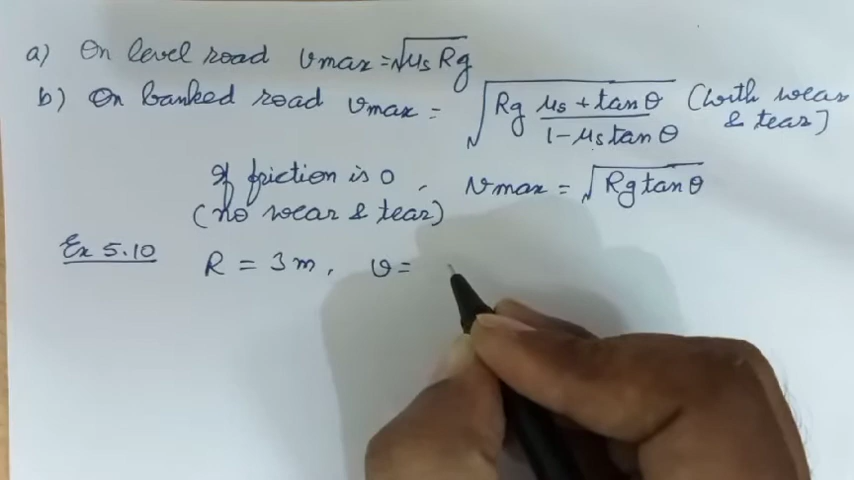 a) On level road vmax = √μs Rg
b) On banked road vmax = √Rg μs + tan θ / 1 - μs tan θ (with wear & tear)
If friction is 0, vmax = √Rg tan θ
(no wear & tear)
Ex 5.10 R = 3m, v =